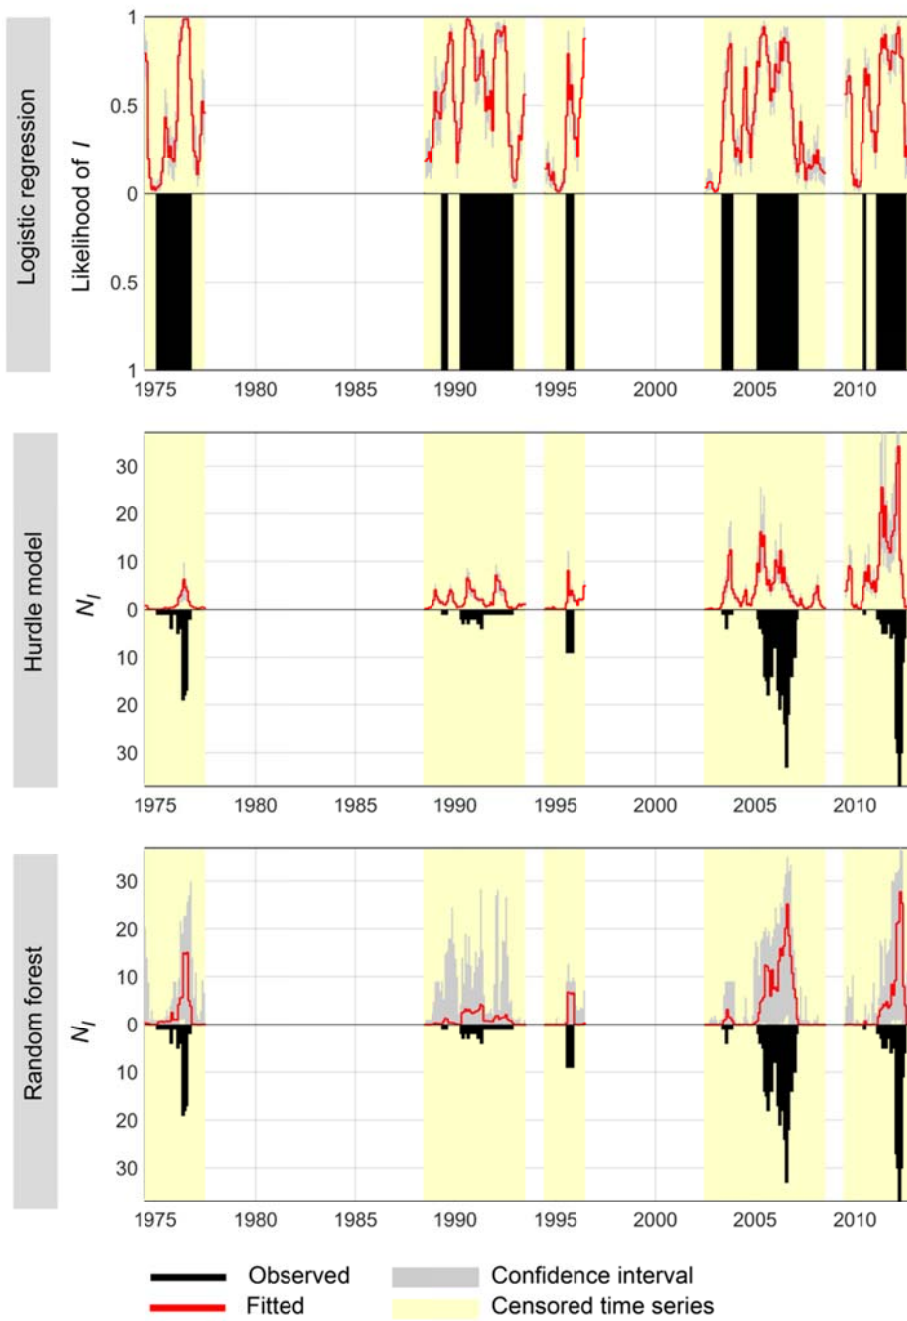 Logistic regression
Likelihood of I
1
0.5
0
0.5
1
1975 1980 1985 1990 1995 2000 2005 2010
Hurdle model
N_I
30
20
10
0
10
20
30
1975 1980 1985 1990 1995 2000 2005 2010
Random forest
N_I
30
20
10
0
10
20
30
1975 1980 1985 1990 1995 2000 2005 2010
Observed Confidence interval
Fitted Censored time series